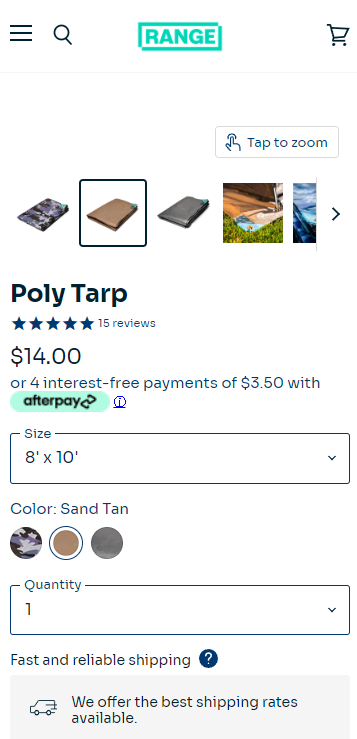 RANGE
Tap to zoom
Poly Tarp
15 reviews
$14.00
or 4 interest-free payments of $3.50 with
afterpay
Size
8' x 10'
Color: Sand Tan
Quantity
1
Fast and reliable shipping ?
We offer the best shipping rates
available.